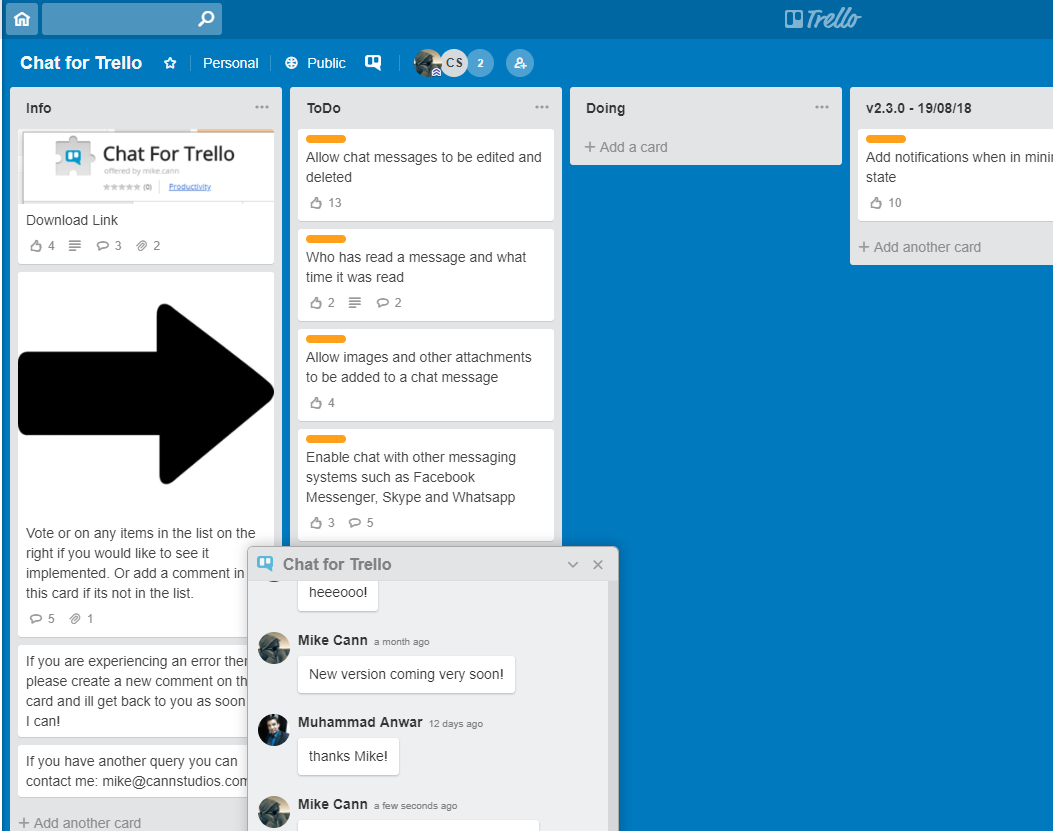 Trello
Chat for Trello
Personal
Public
CS
2
Info
Chat For Trello
offered by mike.cann
(0)
Productivity
Download Link
4
3
2
Vote or on any items in the list on the
right if you would like to see it
implemented. Or add a comment in
this card if its not in the list.
5
1
If you are experiencing an error
please create a new comment on
card and ill get back to you as soon
I can!
If you have another query you can
contact me: mike@cannstudios.com
+ Add another card
ToDo
Allow chat messages to be edited and
deleted
13
Who has read a message and what
time it was read
2
2
Allow images and other attachments
to be added to a chat message
4
Enable chat with other messaging
systems such as Facebook
Messenger, Skype and Whatsapp
3
5
Doing
+ Add a card
v2.3.0 - 19/08/18
Add notifications when in
state
10
+ Add another card
Chat for Trello
heeeooo!
Mike Cann a month ago
New version coming very soon!
Muhammad Anwar 12 days ago
thanks Mike!
Mike Cann a few seconds ago